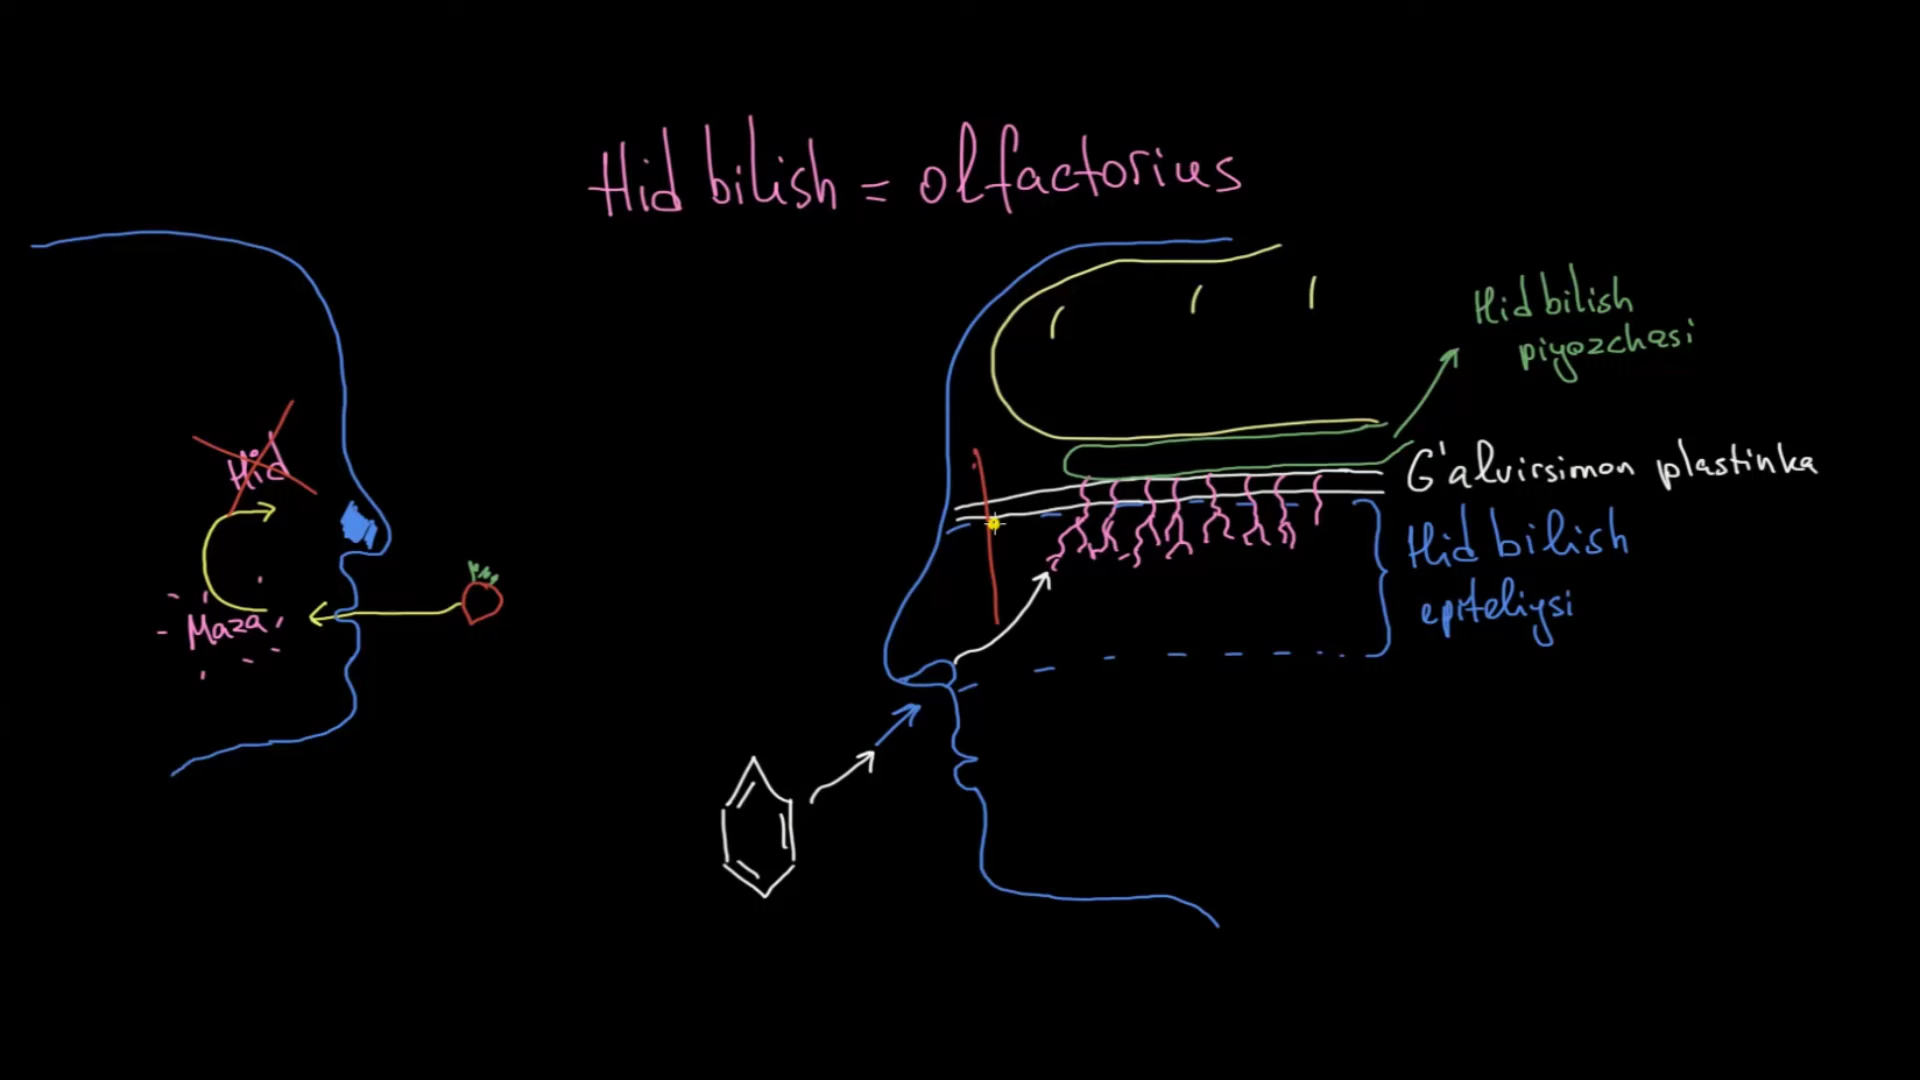 Hid bilish = olfactorius
Hid
Maza
Hid bilish
piyozchasi
G'alvirsimon plastinka
Hid bilish
epiteliysi